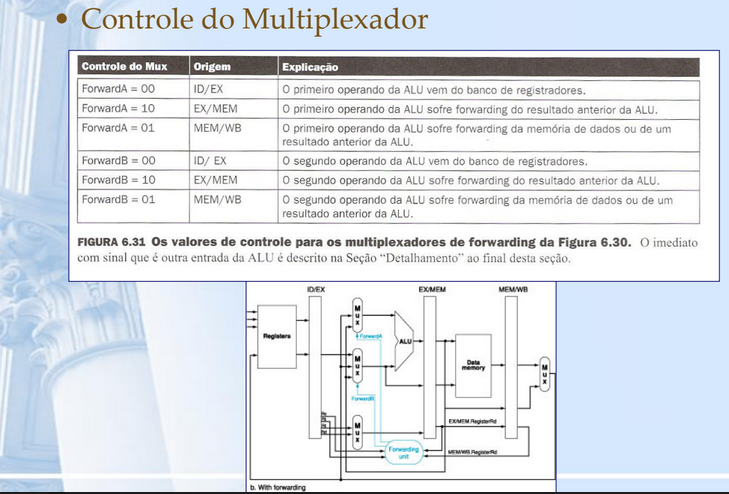 • Controle do Multiplexador
Controle do Mux Origem Explicação
ForwardA = 00 ID/EX O primeiro operando da ALU vem do banco de registradores.
ForwardA = 10 EX/MEM O primeiro operando da ALU sofre forwarding do resultado anterior da ALU.
ForwardA = 01 MEM/WB O primeiro operando da ALU sofre forwarding da memória de dados ou de um
resultado anterior da ALU.
ForwardB = 00 ID/ EX O segundo operando da ALU vem do banco de registradores.
ForwardB = 10 EX/MEM O segundo operando da ALU sofre forwarding do resultado anterior da ALU.
ForwardB = 01 MEM/WB O segundo operando da ALU sofre forwarding da memória de dados ou de um
resultado anterior da ALU.
FIGURA 6.31 Os valores de controle para os multiplexadores de forwarding da Figura 6.30. O imediato
com sinal que é outra entrada da ALU é descrito na Seção “Detalhamento” ao final desta seção.
ID/EX EX/MEM MEM/WB
Registers
M
u
x
ForwardA
ALU
M
u
x
Data
memory
M
u
x
ForwardB
M
u
x
EX/MEM.RegisterRd
Forwarding
unit
MEM/WB.RegisterRd
b. With forwarding